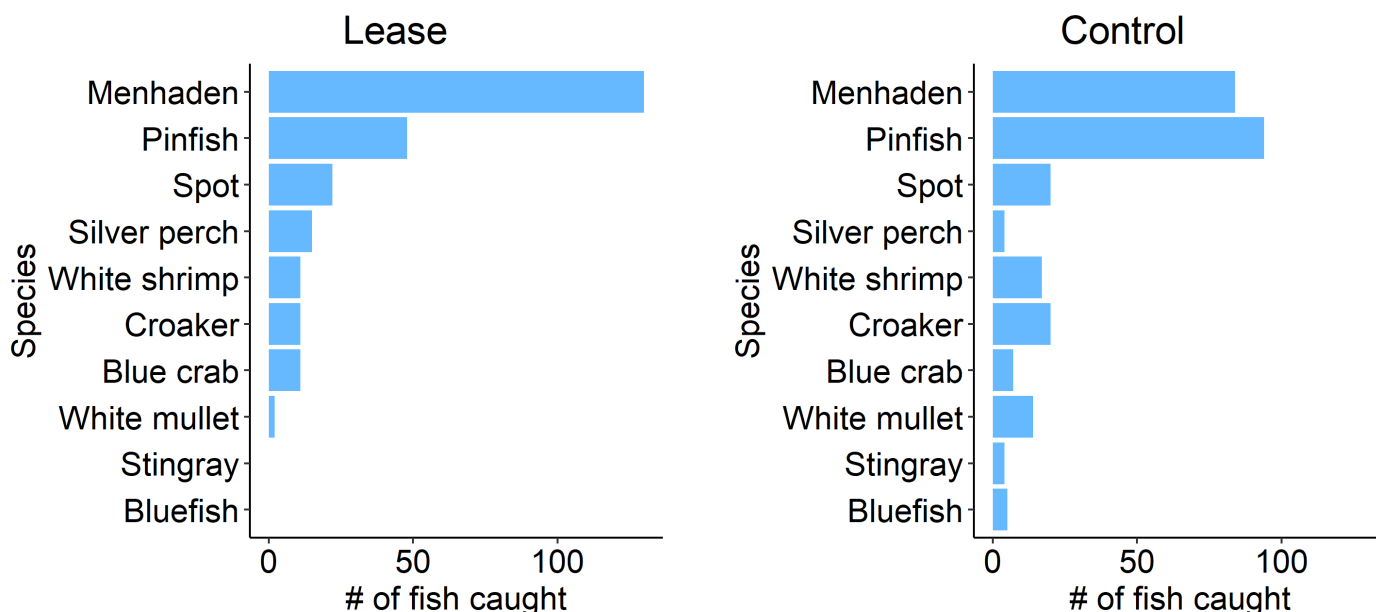 Lease
Menhaden
Pinfish
Spot
Silver perch
White shrimp
Croaker
Blue crab
White mullet
Stingray
Bluefish
Species
0 50 100
# of fish caught
Control
Menhaden
Pinfish
Spot
Silver perch
White shrimp
Croaker
Blue crab
White mullet
Stingray
Bluefish
Species
0 50 100
# of fish caught